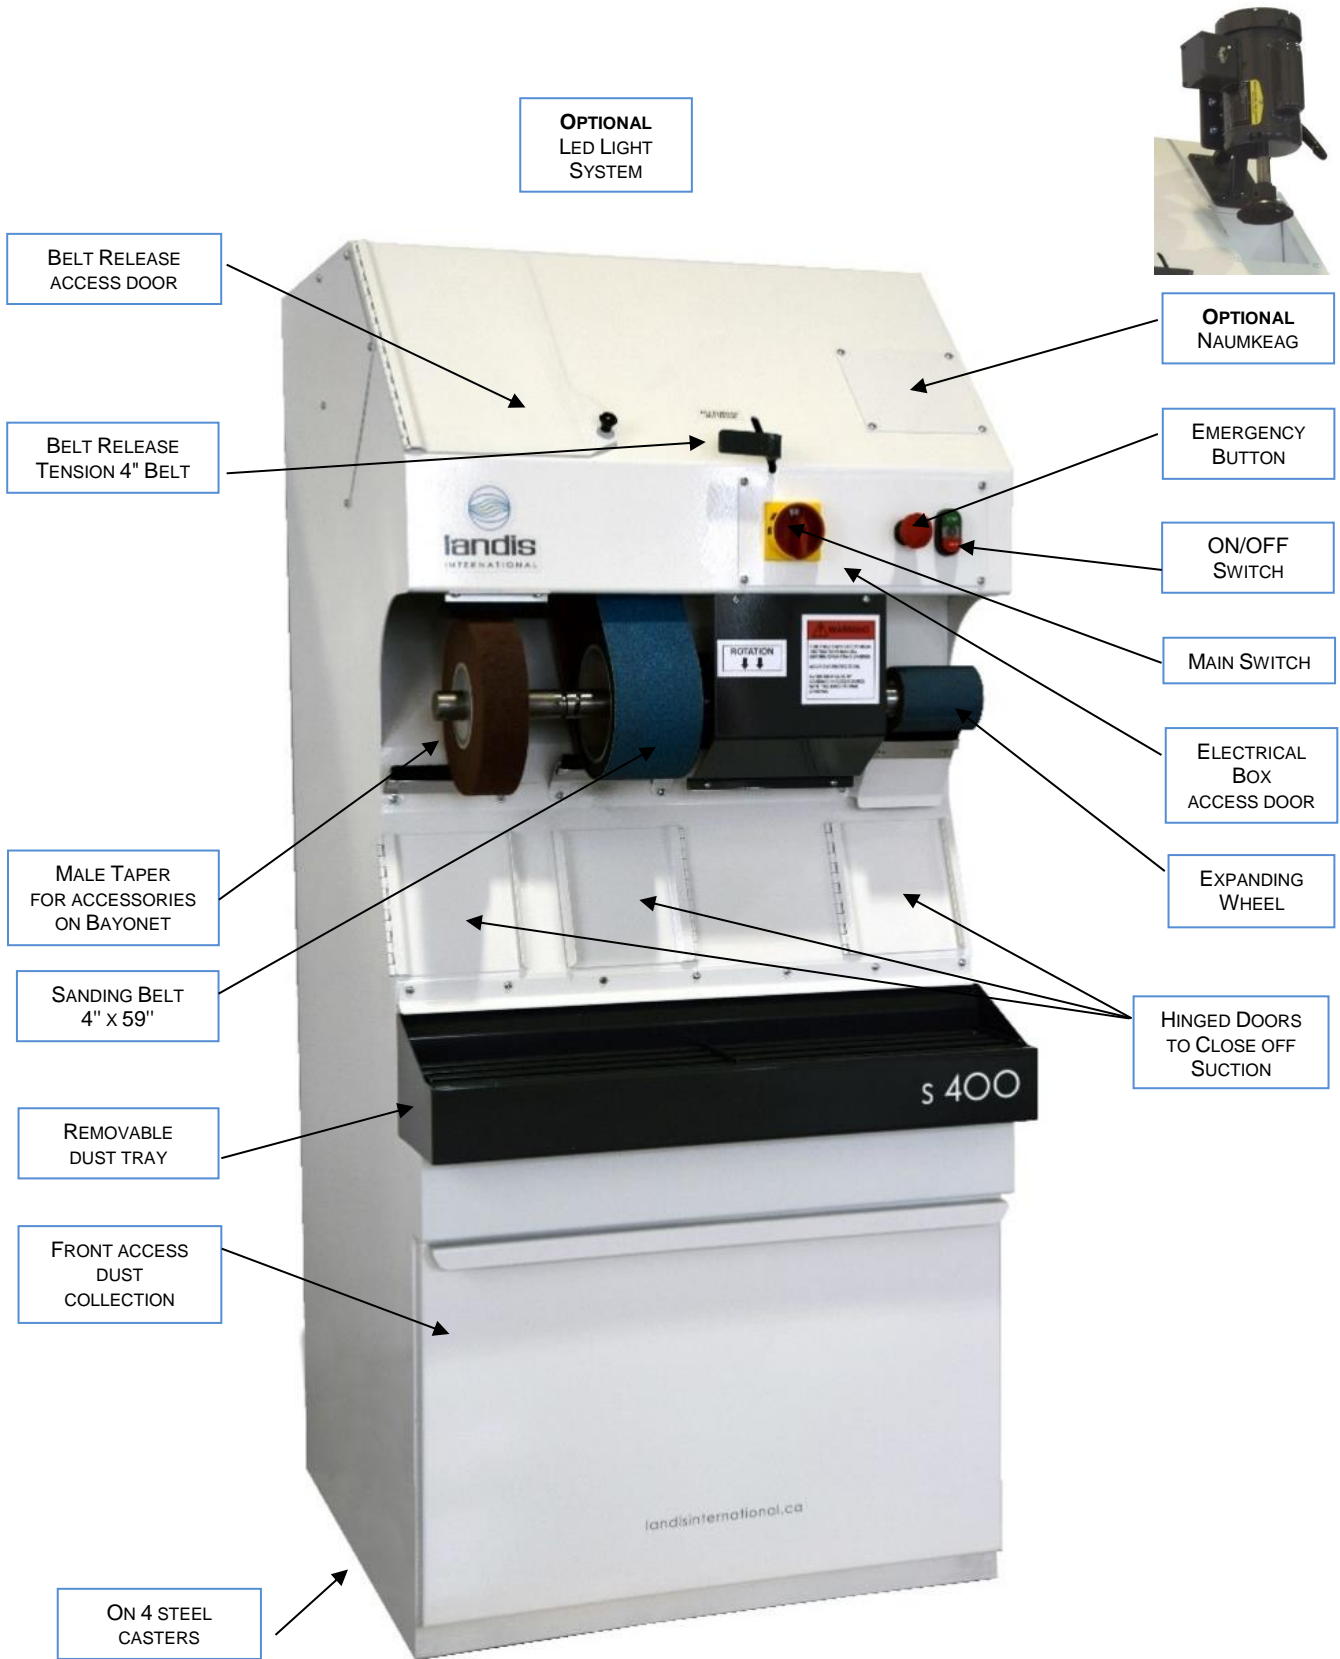 OPTIONAL
LED LIGHT
SYSTEM
BELT RELEASE
ACCESS DOOR
OPTIONAL
NAUMKEAG
BELT RELEASE
TENSION 4" BELT
EMERGENCY
BUTTON
landis
INTERNATIONAL
ON/OFF
SWITCH
ROTATION
WARNING
MAIN SWITCH
ELECTRICAL
BOX
ACCESS DOOR
MALE TAPER
FOR ACCESSORIES
ON BAYONET
EXPANDING
WHEEL
SANDING BELT
4" X 59"
HINGED DOORS
TO CLOSE OFF
SUCTION
s 400
REMOVABLE
DUST TRAY
FRONT ACCESS
DUST
COLLECTION
landisinternational.ca
ON 4 STEEL
CASTERS